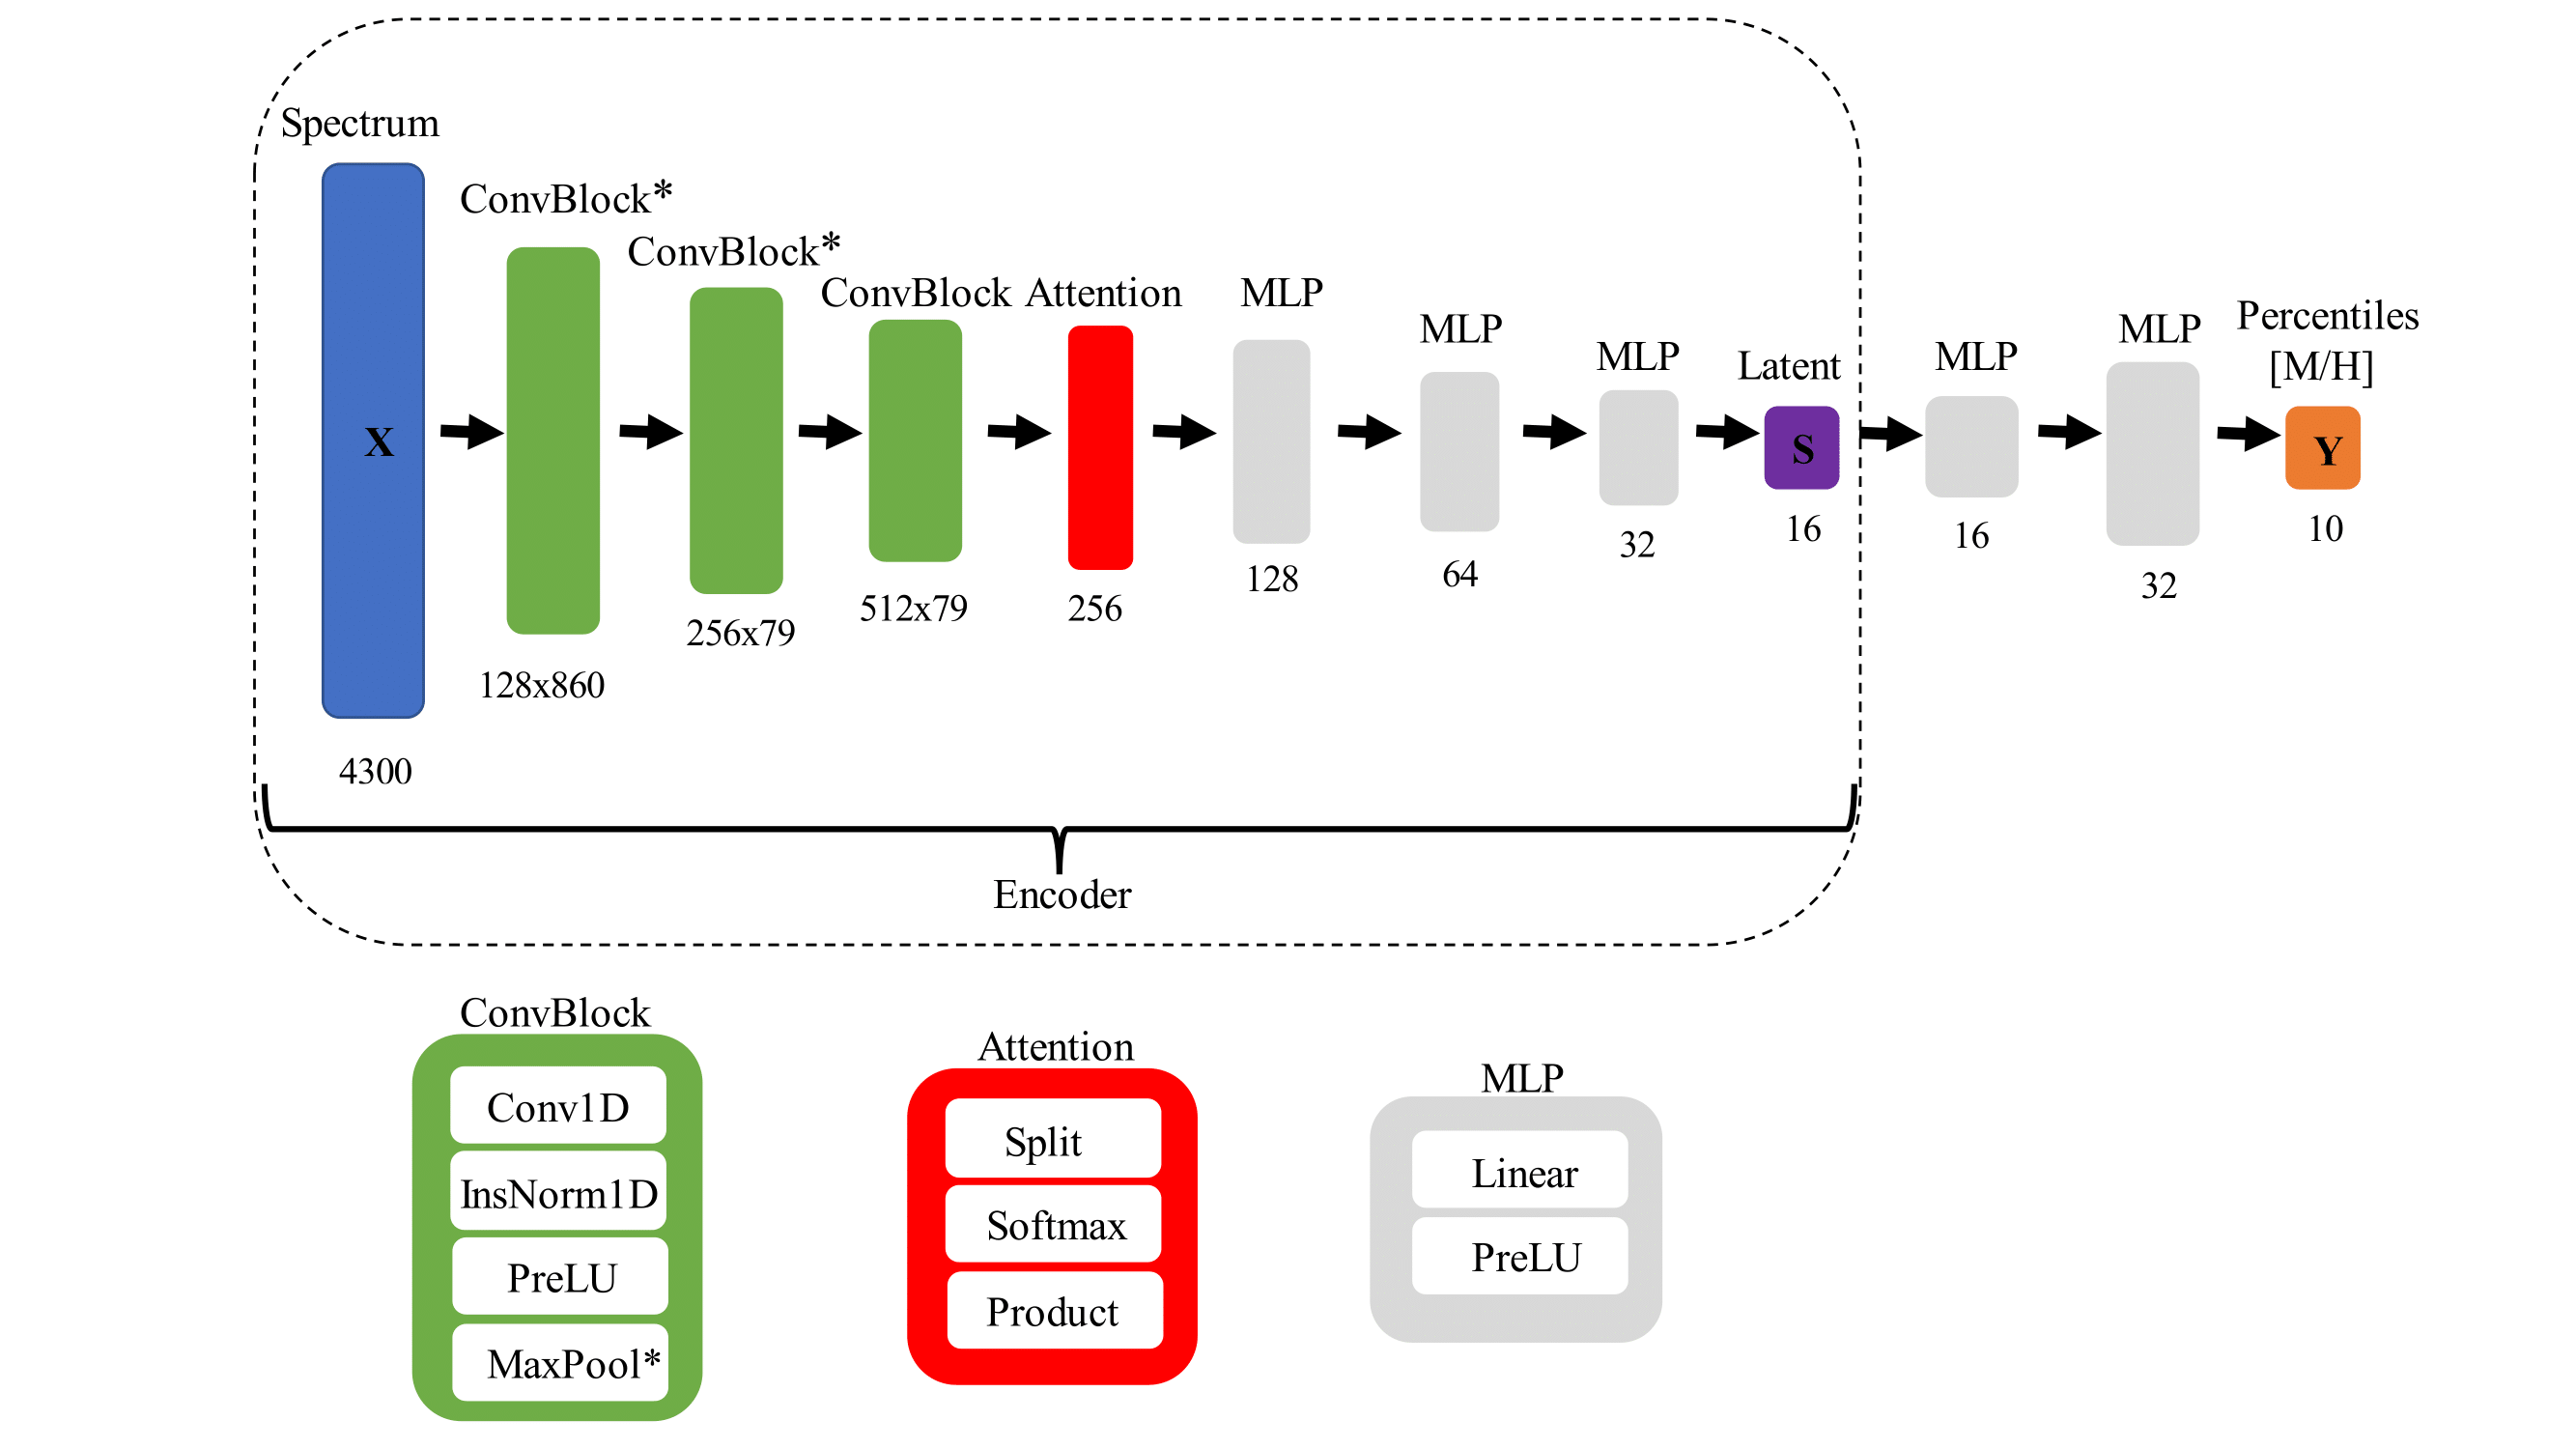 Spectrum
X
4300
ConvBlock*
128x860
ConvBlock*
256x79
ConvBlock
512x79
Attention
256
MLP
128
MLP
64
MLP
32
Latent
S
16
MLP
16
MLP
32
Percentiles
[M/H]
Y
10
Encoder
ConvBlock
Conv1D
InsNorm1D
PreLU
MaxPool*
Attention
Split
Softmax
Product
MLP
Linear
PreLU